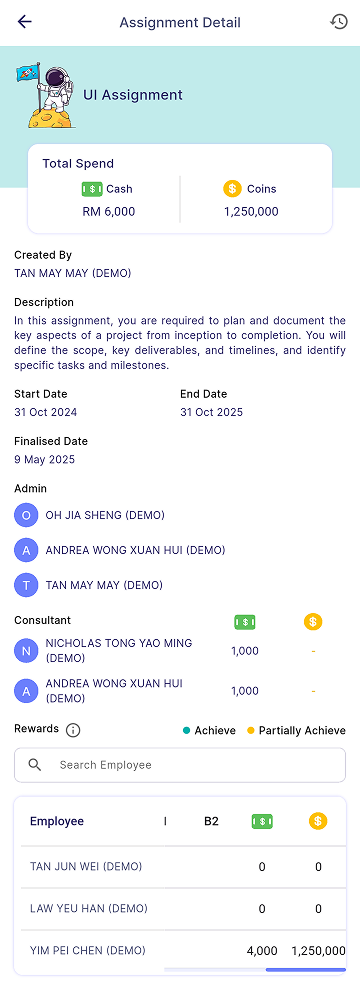 Assignment Detail
UI Assignment
Total Spend
Cash
Coins
RM 6,000
1,250,000
Created By
TAN MAY MAY (DEMO)
Description
In this assignment, you are required to plan and document the
key aspects of a project from inception to completion. You will
define the scope, key deliverables, and timelines, and identify
specific tasks and milestones.
Start Date
End Date
31 Oct 2024
31 Oct 2025
Finalised Date
9 May 2025
Admin
O OH JIA SHENG (DEMO)
A ANDREA WONG XUAN HUI (DEMO)
T TAN MAY MAY (DEMO)
Consultant
N NICHOLAS TONG YAO MING
(DEMO)
1,000 -
A ANDREA WONG XUAN HUI
(DEMO)
1,000 -
Rewards
Achieve
Partially Achieve
Search Employee
Employee B2
TAN JUN WEI (DEMO) 0 0
LAW YEU HAN (DEMO) 0 0
YIM PEI CHEN (DEMO) 4,000 1,250,000